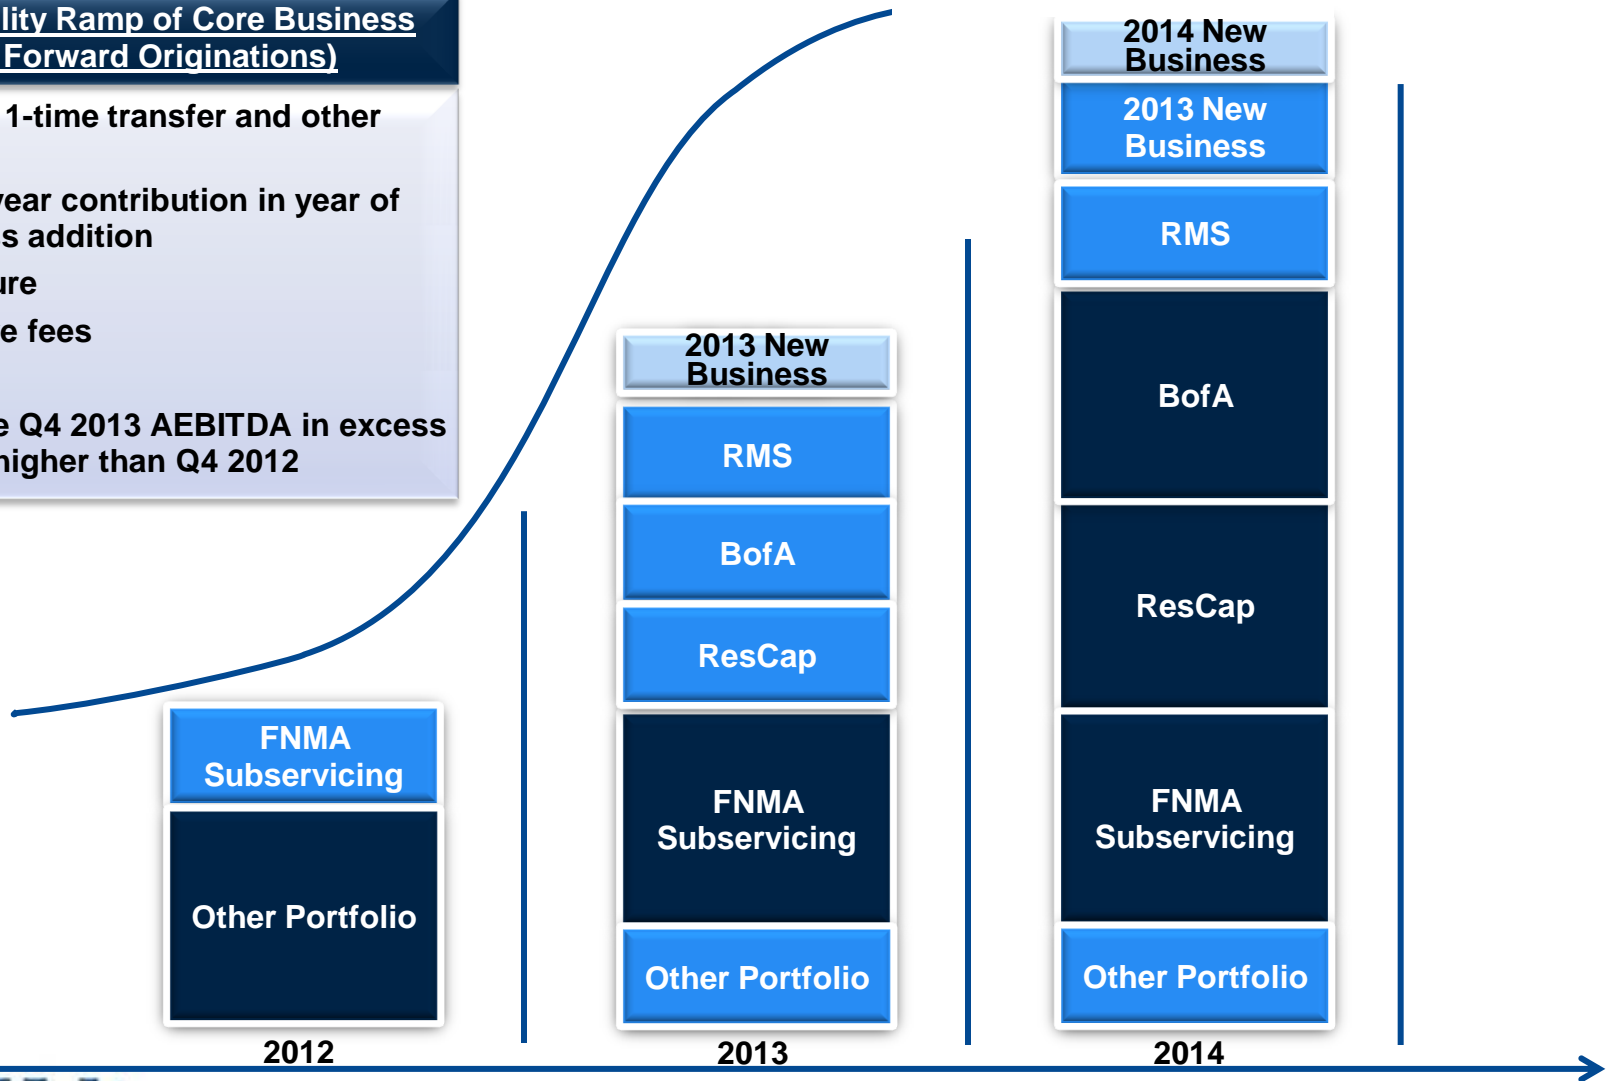 lity Ramp of Core Business
Forward Originations)
1-time transfer and other
year contribution in year of
s addition
ure
e fees
e Q4 2013 AEBITDA in excess
higher than Q4 2012
FNMA
Subservicing
Other Portfolio
2012
2013 New
Business
RMS
BofA
ResCap
FNMA
Subservicing
Other Portfolio
2013
2014 New
Business
2013 New
Business
RMS
BofA
ResCap
FNMA
Subservicing
Other Portfolio
2014